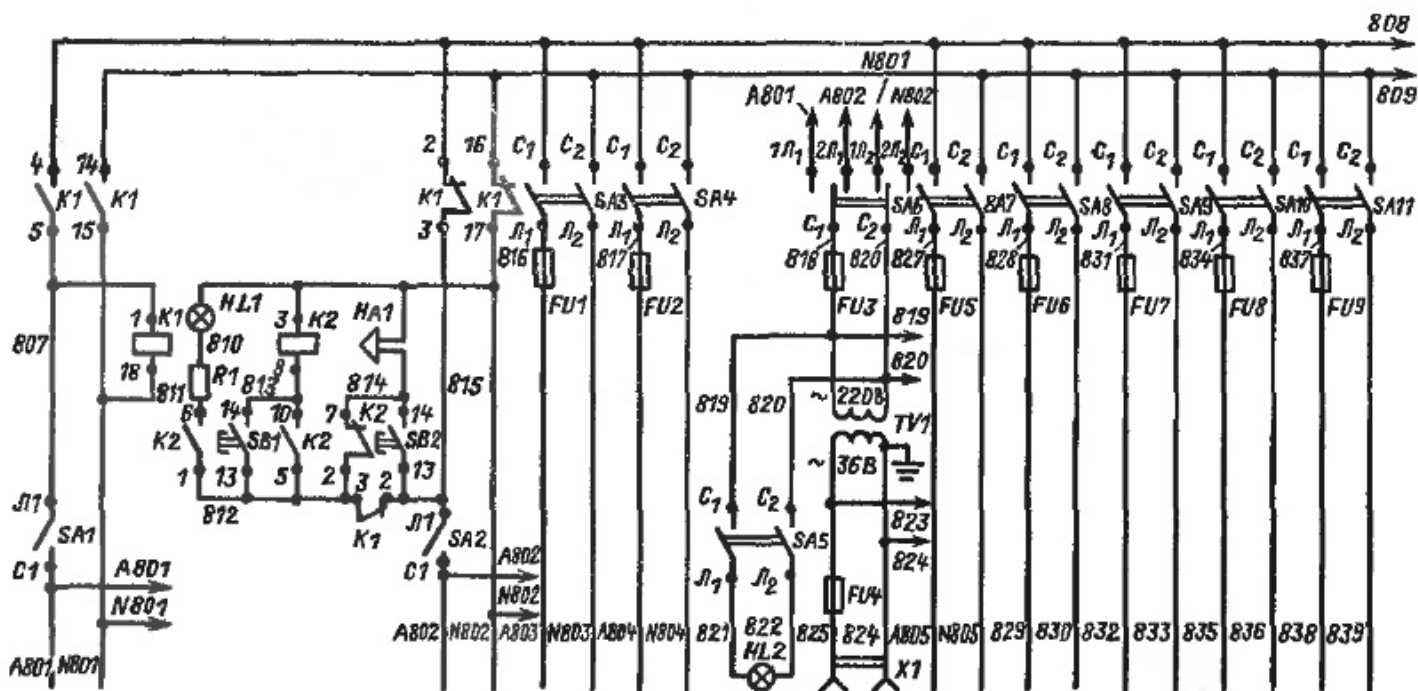 808
N801
A801 A802 / N802
809
2 16 C1 C2 C1 C2 1Л1 2Л1 1Л2 2Л2 C1 C2 C1 C2 C1 C2 C1 C2 C1 C2
4 14
K1 K1 K1 K1 SA3 SA4 SA6 SA7 SA8 SA9 SA10 SA11
5 15 3 17 Л1 Л2 Л1 Л2 C1 C2 Л1 Л2 Л1 Л2 Л1 Л2 Л1 Л2 Л1 Л2
816 817 818 820 827 828 831 834 837
FU1 FU2 FU3 FU5 FU6 FU7 FU8 FU9
HL1 HA1
1 K1 3 K2
819
807 810
820
18 R1 8
811 813 814 815 819 820 ~ 220В
6 14 10 7 K2 14 TV1
K2 SB1 K2 SB2
~ 36В
1 13 5 2 3 2 13
812 K1
Л1 Л1 C1 C2 823
SA1 SA2 SA5
824
C1 C1 A802 Л1 Л2 FU4
A801 N802
N801
A801 N801 A802 N802 A803 N803 A804 N804 821 822 825 824 A805 N805 829 830 832 833 835 836 838 839
HL2 X1